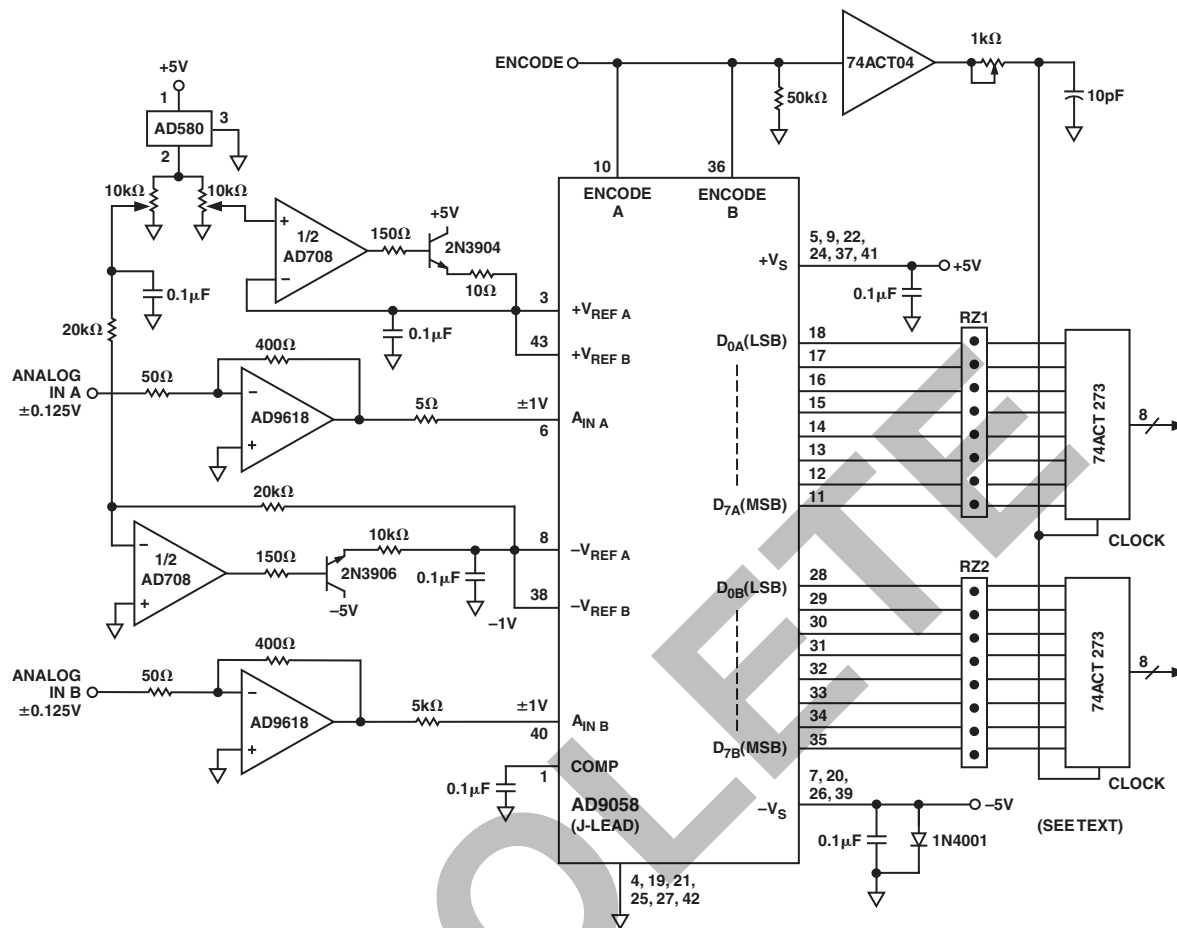 ENCODE
74ACT04
1kΩ
50kΩ
10pF
+5V
1
AD580
3
2
10kΩ
10kΩ
0.1µF
20kΩ
+
1/2
AD708
–
150Ω
+5V
2N3904
10Ω
0.1µF
10
36
ENCODE
A
ENCODE
B
3
+VREF A
43
+VREF B
400Ω
ANALOG
IN A
±0.125V
50Ω
–
AD9618
+
5Ω
±1V
6
AIN A
20kΩ
–
1/2
AD708
+
150Ω
2N3906
–5V
10kΩ
0.1µF
–1V
8
–VREF A
38
–VREF B
400Ω
ANALOG
IN B
±0.125V
50Ω
–
AD9618
+
5kΩ
±1V
40
AIN B
0.1µF
COMP
1
AD9058
(J-LEAD)
4, 19, 21,
25, 27, 42
+VS
5, 9, 22,
24, 37, 41
+5V
0.1µF
RZ1
D0A(LSB)
18
17
16
15
14
13
12
11
D7A(MSB)
74ACT 273
8
CLOCK
RZ2
D0B(LSB)
28
29
30
31
32
33
34
35
D7B(MSB)
74ACT 273
8
CLOCK
7, 20,
26, 39
–VS
–5V
0.1µF
1N4001
(SEE TEXT)
OLETE